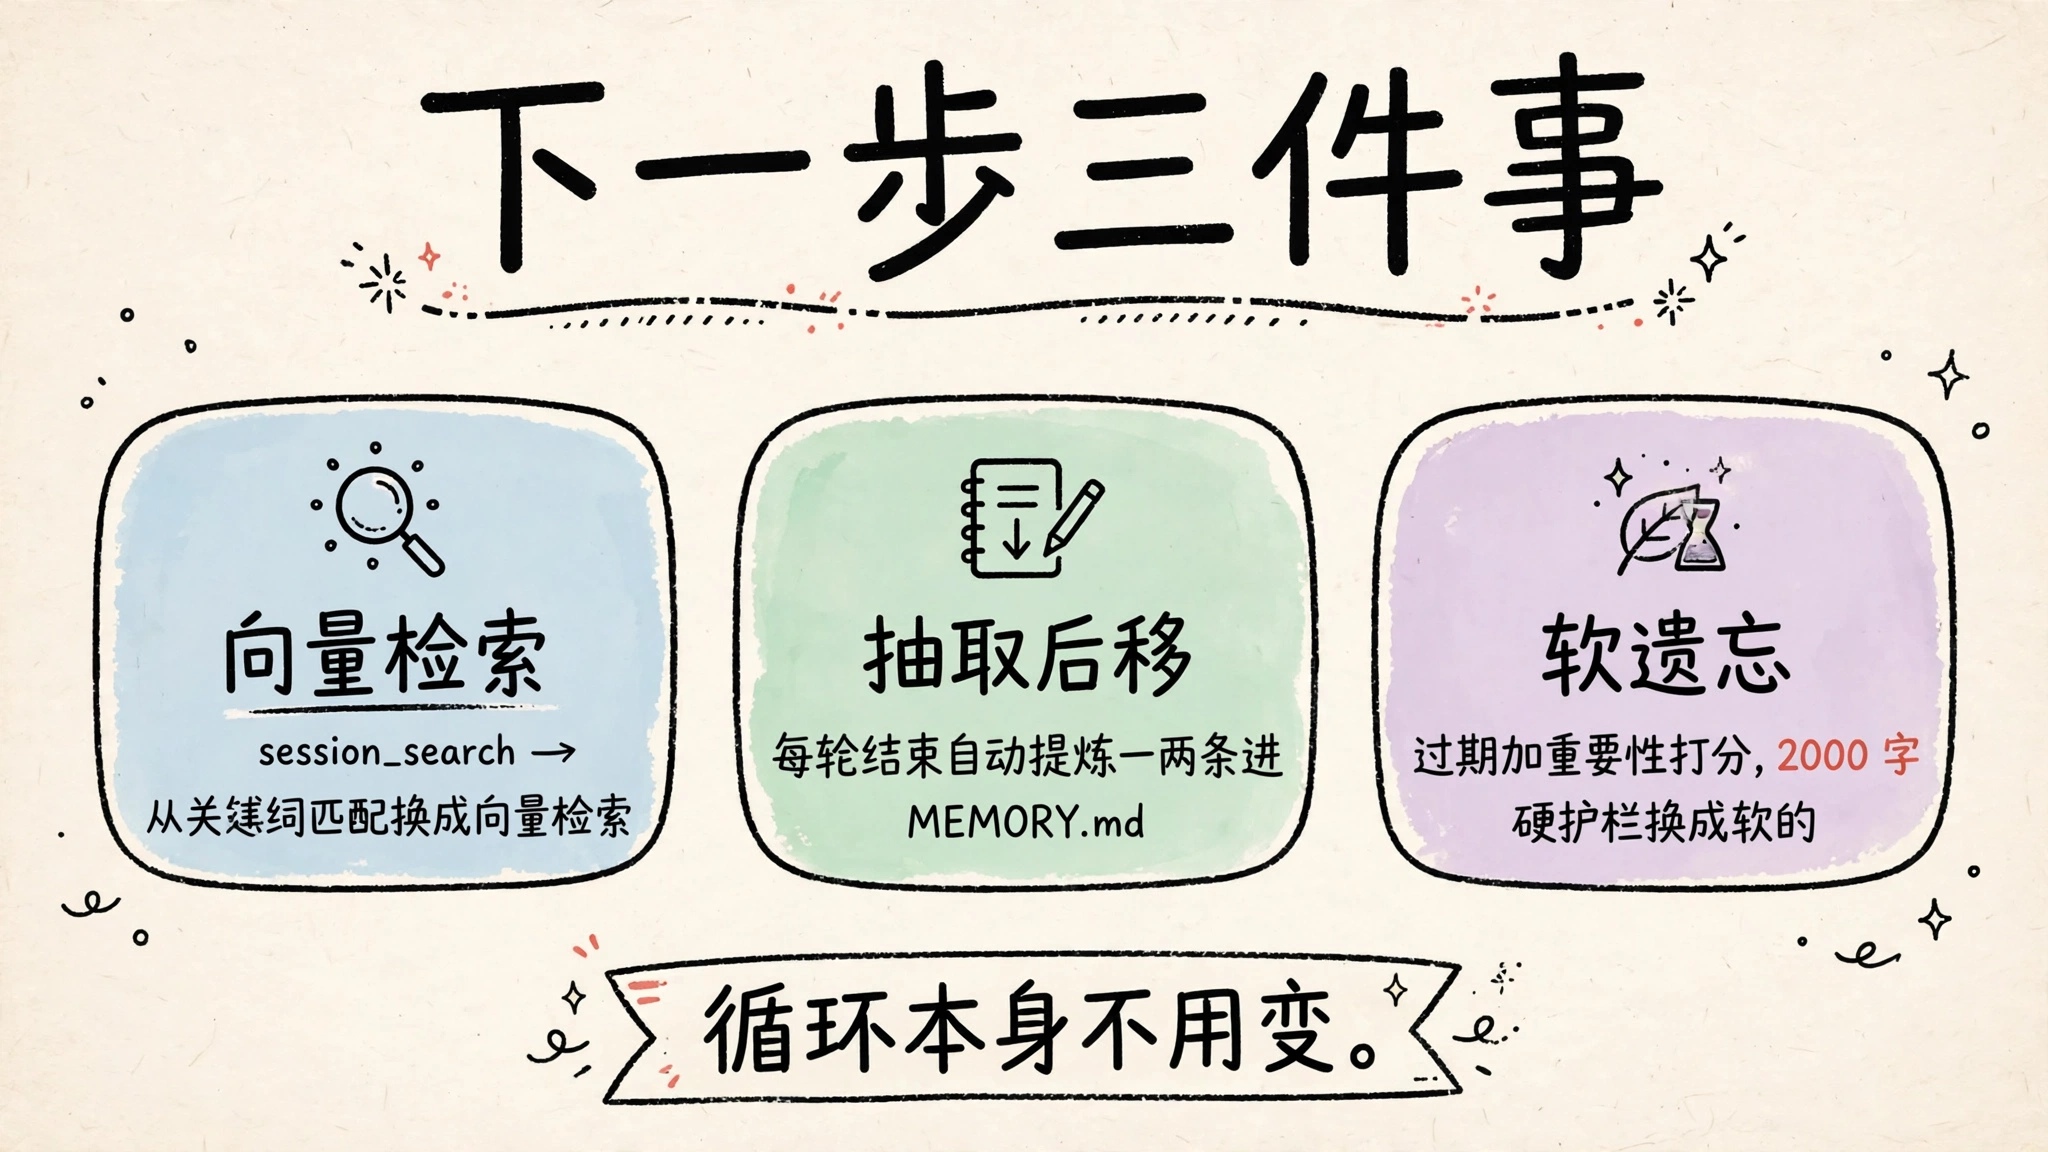 下一步三件事
向量检索
session_search →
从关键词匹配换成向量检索
抽取后移
每轮结束自动提炼一两条进
MEMORY.md
软遗忘
过期加重要性打分, 2000 字
硬护栏换成软的
循环本身不用变。